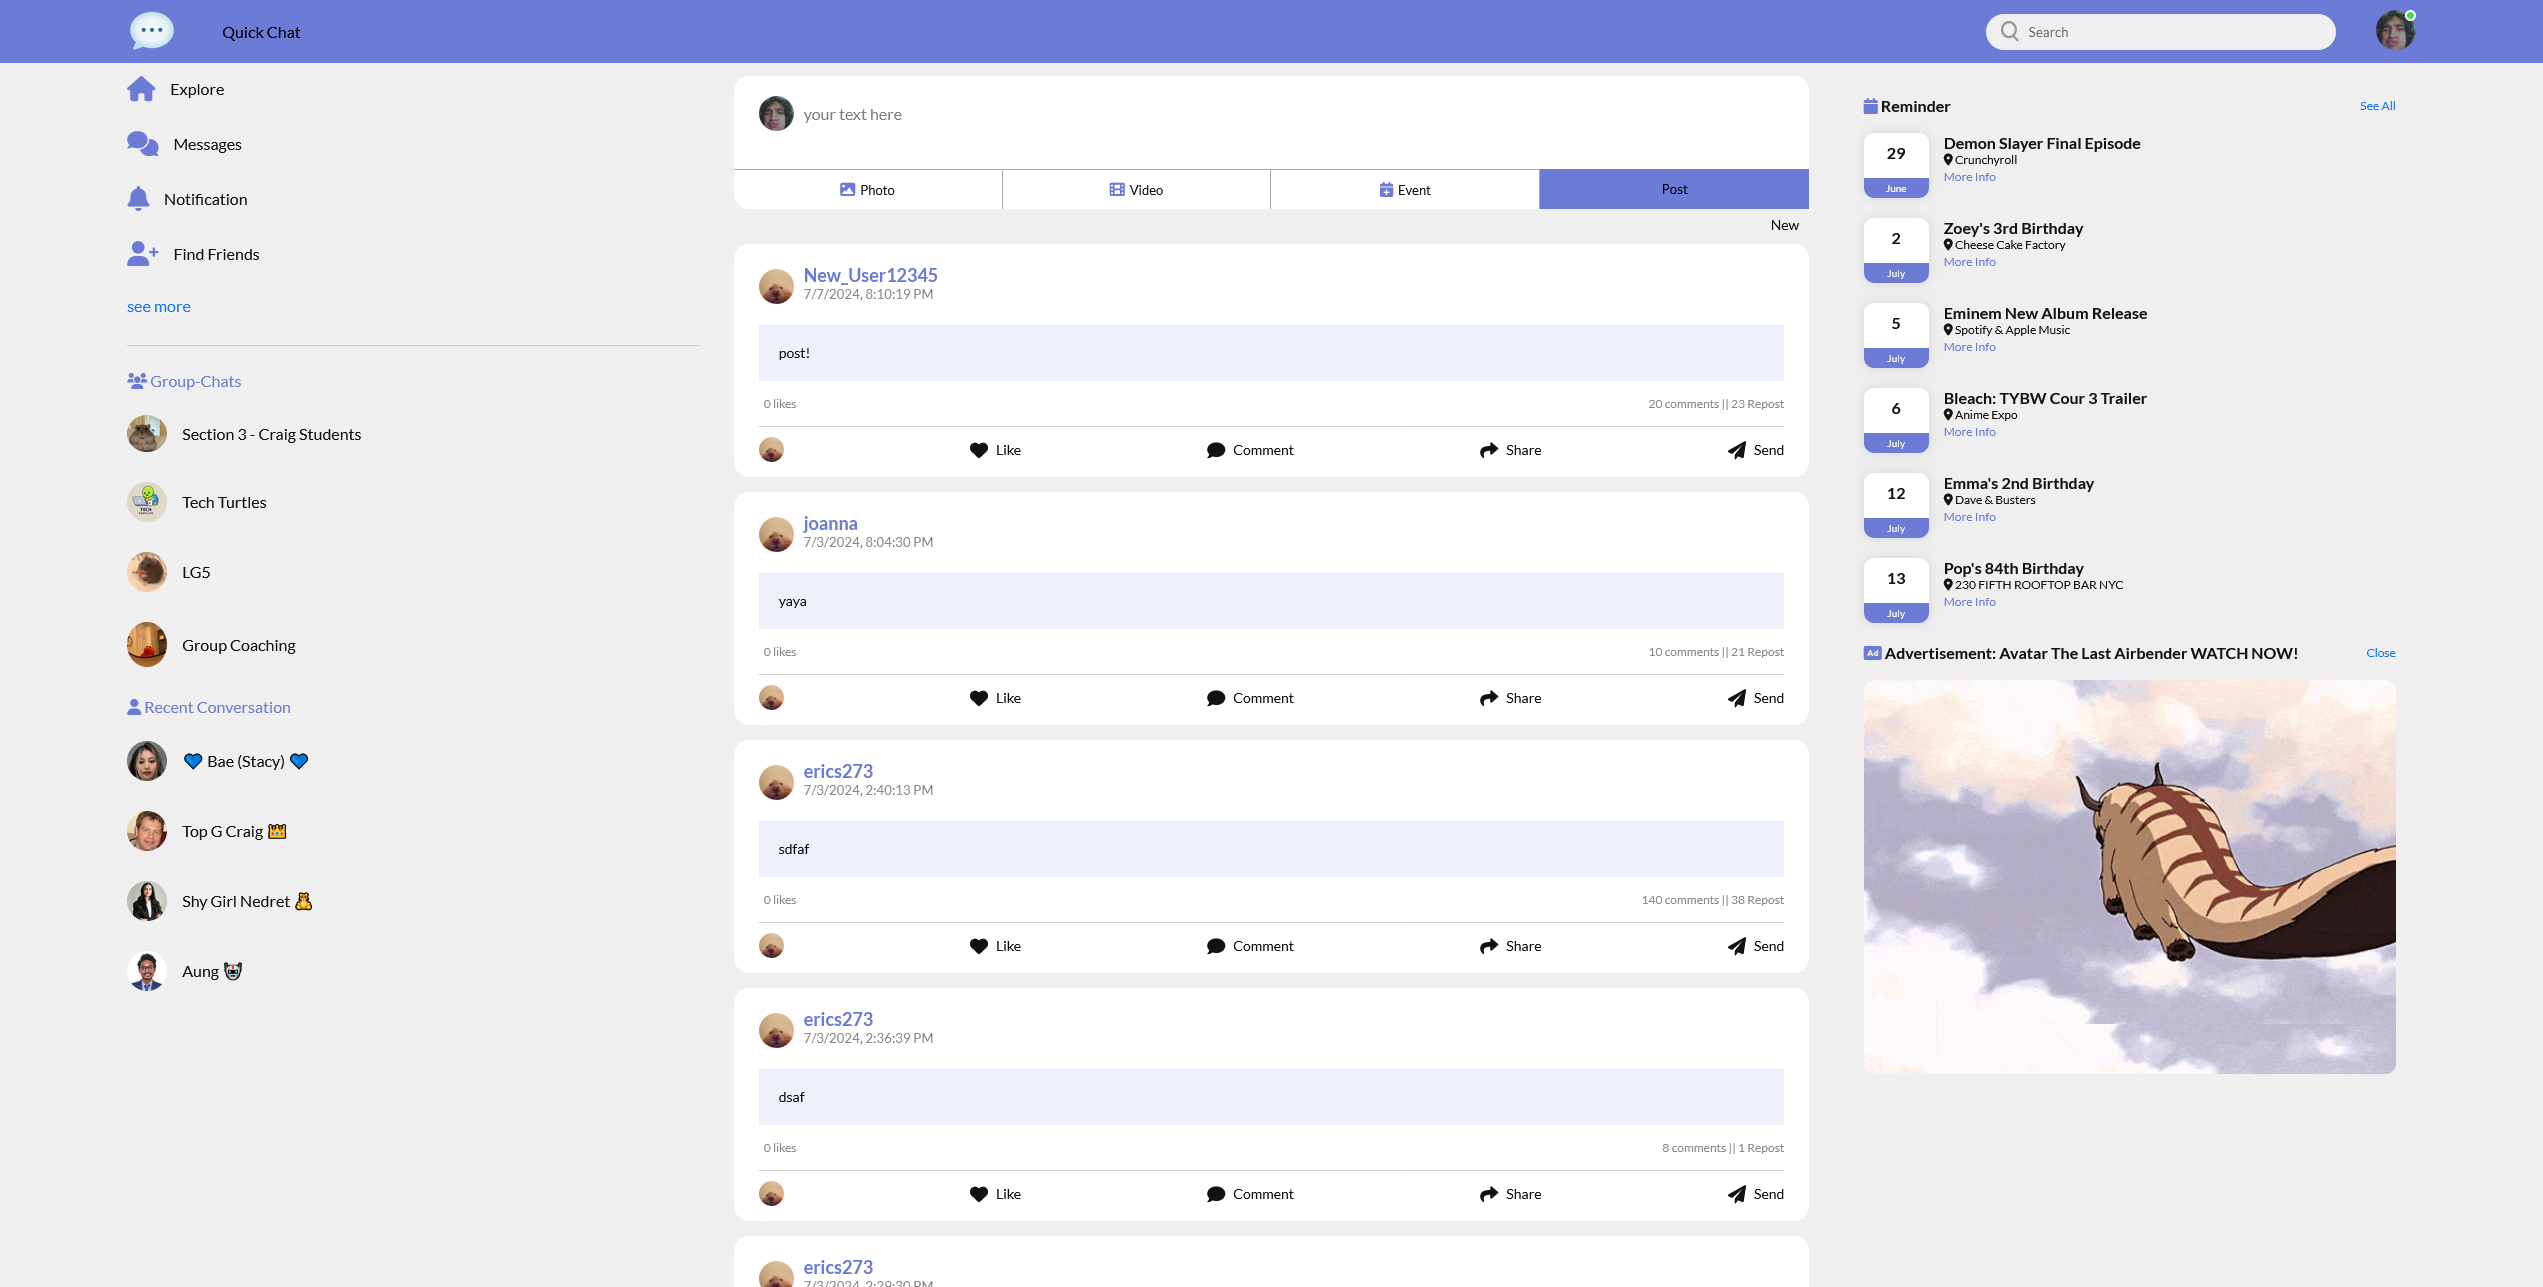 Quick Chat
Search
Explore
Messages
Notification
Find Friends
see more
Group-Chats
Section 3 - Craig Students
Tech Turtles
LG5
Group Coaching
Recent Conversation
💙 Bae (Stacy) 💙
Top G Craig 👑
Shy Girl Nedret 🧸
Aung 🤖
your text here
Photo
Video
Event
Post
New
New_User12345
7/7/2024, 8:10:19 PM
post!
0 likes
20 comments || 23 Repost
Like
Comment
Share
Send
joanna
7/3/2024, 8:04:30 PM
yaya
0 likes
10 comments || 21 Repost
Like
Comment
Share
Send
erics273
7/3/2024, 2:40:13 PM
sdfaf
0 likes
140 comments || 38 Repost
Like
Comment
Share
Send
erics273
7/3/2024, 2:36:39 PM
dsaf
0 likes
8 comments || 1 Repost
Like
Comment
Share
Send
erics273
7/3/2024, 2:29:30 PM
Reminder
See All
29
June
Demon Slayer Final Episode
Crunchyroll
More Info
2
July
Zoey's 3rd Birthday
Cheese Cake Factory
More Info
5
July
Eminem New Album Release
Spotify & Apple Music
More Info
6
July
Bleach: TYBW Cour 3 Trailer
Anime Expo
More Info
12
July
Emma's 2nd Birthday
Dave & Busters
More Info
13
July
Pop's 84th Birthday
230 FIFTH ROOFTOP BAR NYC
More Info
Ad
Advertisement: Avatar The Last Airbender WATCH NOW!
Close